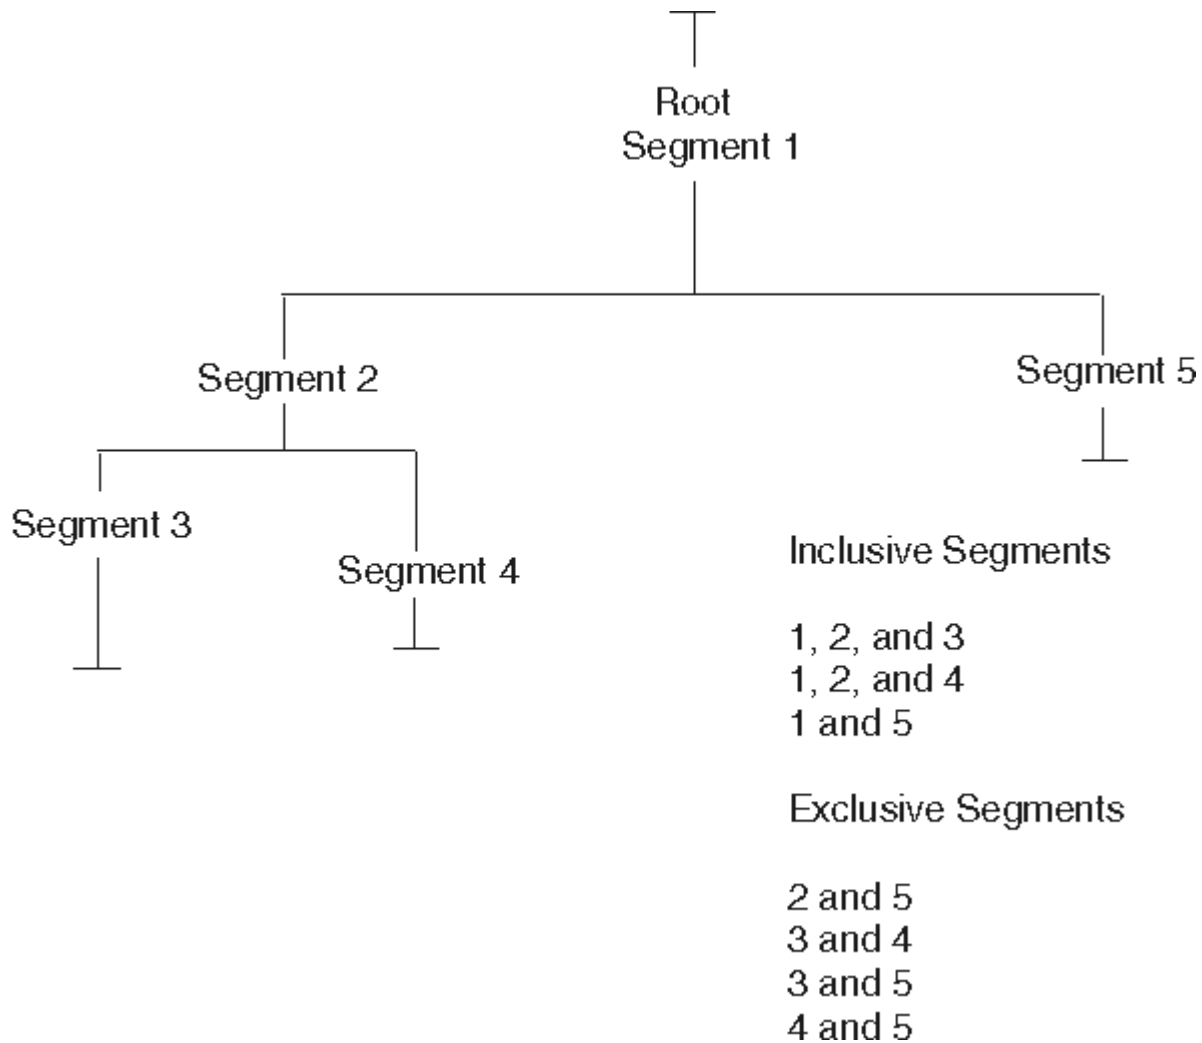 Root
Segment 1
Segment 2
Segment 5
Segment 3
Segment 4
Inclusive Segments
1, 2, and 3
1, 2, and 4
1 and 5
Exclusive Segments
2 and 5
3 and 4
3 and 5
4 and 5